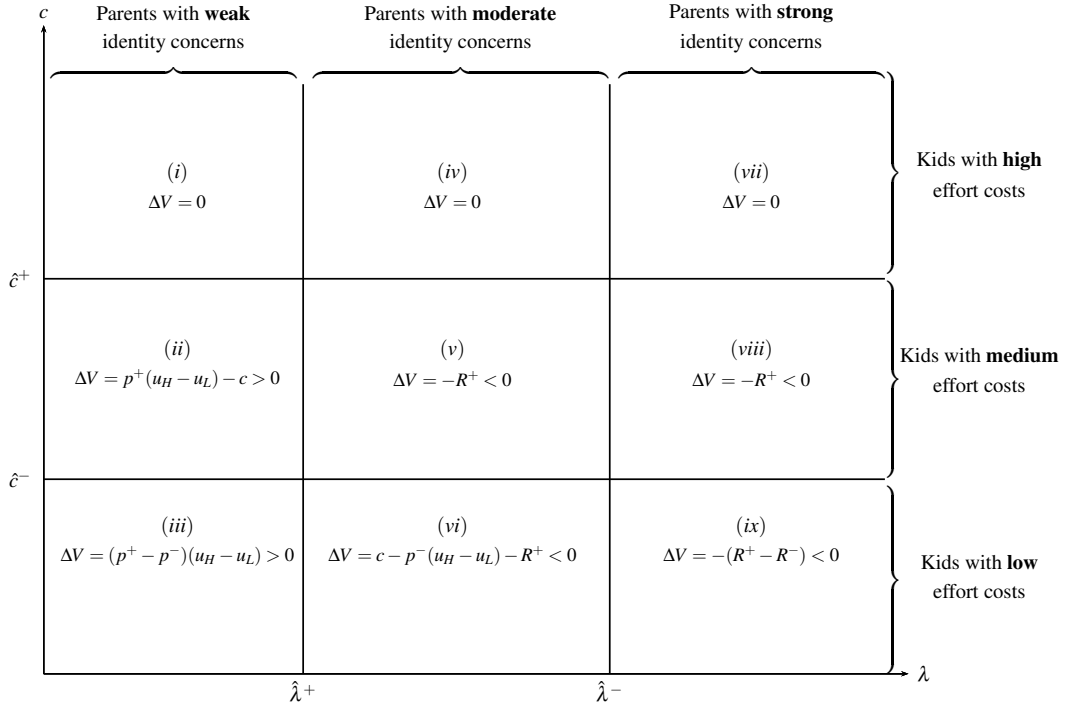 c
Parents with weak
identity concerns
Parents with moderate
identity concerns
Parents with strong
identity concerns
(i)
ΔV = 0
(iv)
ΔV = 0
(vii)
ΔV = 0
Kids with high
effort costs
ĉ⁺
(ii)
ΔV = p⁺(u_H − u_L) − c > 0
(v)
ΔV = −R⁺ < 0
(viii)
ΔV = −R⁺ < 0
Kids with medium
effort costs
ĉ⁻
(iii)
ΔV = (p⁺ − p⁻)(u_H − u_L) > 0
(vi)
ΔV = c − p⁻(u_H − u_L) − R⁺ < 0
(ix)
ΔV = −(R⁺ − R⁻) < 0
Kids with low
effort costs
λ
λ̂⁺
λ̂⁻